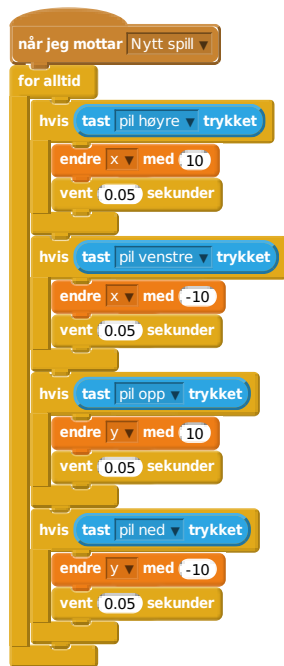 når jeg mottar Nytt spill
for alltid
hvis tast pil høyre trykket
endre x med 10
vent 0.05 sekunder
hvis tast pil venstre trykket
endre x med -10
vent 0.05 sekunder
hvis tast pil opp trykket
endre y med 10
vent 0.05 sekunder
hvis tast pil ned trykket
endre y med -10
vent 0.05 sekunder